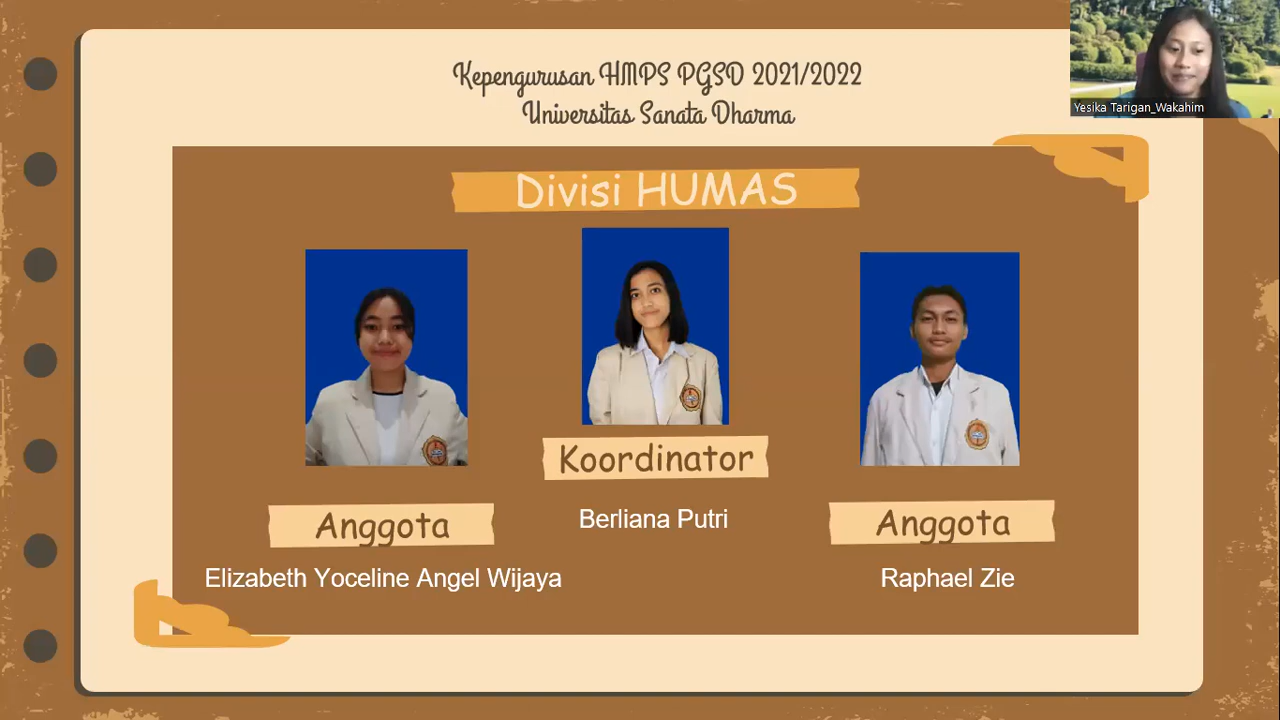 Kepengurusan HMPS PGSD 2021/2022
Universitas Sanata Dharma
Yesika Tarigan_Wakahim
Divisi HUMAS
Koordinator
Berliana Putri
Anggota
Elizabeth Yoceline Angel Wijaya
Anggota
Raphael Zie